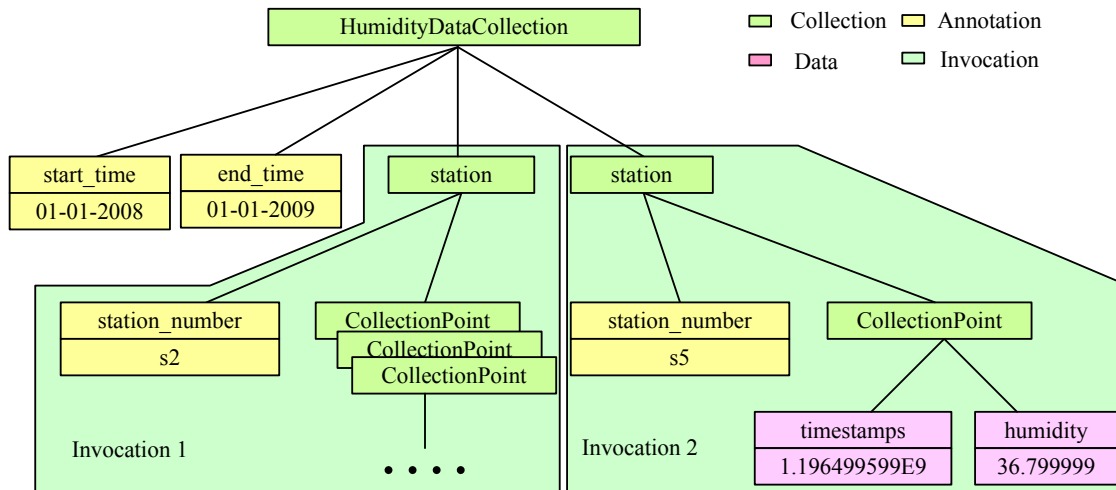 HumidityDataCollection
Collection
Annotation
Data
Invocation
start_time
01-01-2008
end_time
01-01-2009
station
station
station_number
s2
CollectionPoint
CollectionPoint
CollectionPoint
station_number
s5
CollectionPoint
Invocation 1
• • • •
Invocation 2
timestamps
1.196499599E9
humidity
36.799999